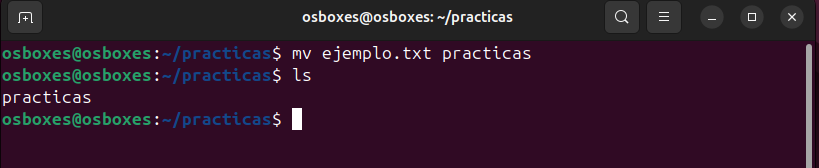 osboxes@osboxes: ~/practicas
osboxes@osboxes:~/practicas$ mv ejemplo.txt practicas
osboxes@osboxes:~/practicas$ ls
practicas
osboxes@osboxes:~/practicas$